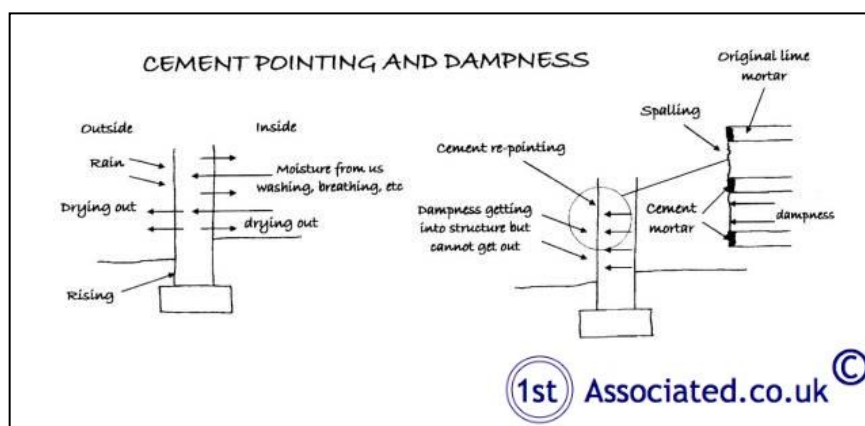 CEMENT POINTING AND DAMPNESS
Outside
Inside
Rain
Moisture from us
washing, breathing, etc
Drying out
drying out
Rising
Original lime
mortar
Spalling
Cement re-pointing
Dampness getting
into structure but
cannot get out
Cement
mortar
dampness
1st Associated.co.uk ©